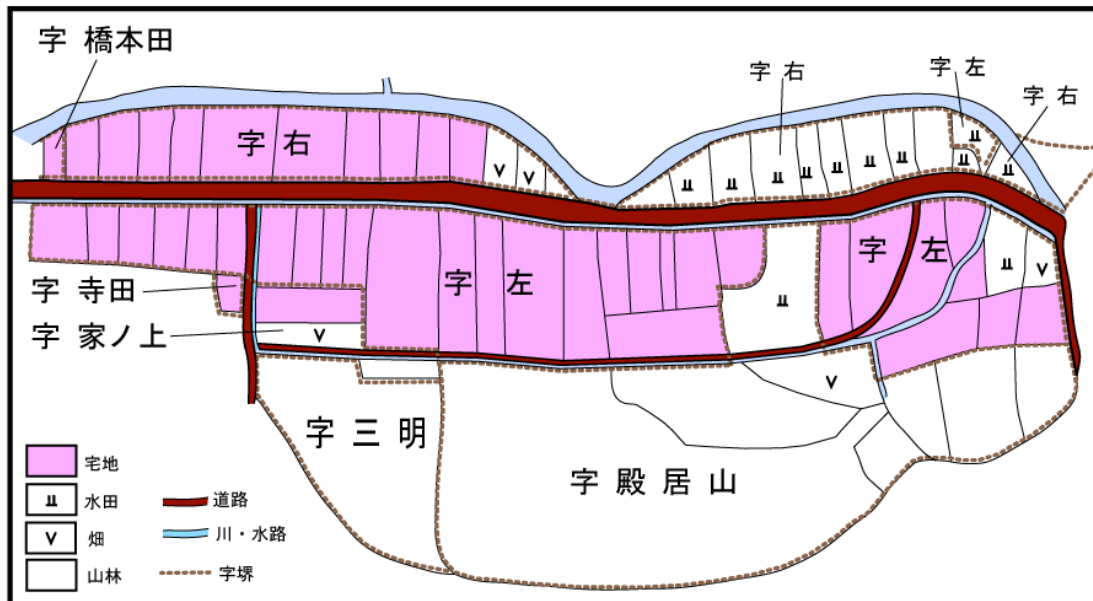 字 橋本田
字 右
字 左
字 右
字 右
字 左
字 左
字 寺田
字 家ノ上
字 三 明
字 殿 居 山
宅地
水田
畑
山林
道路
川・水路
字堺